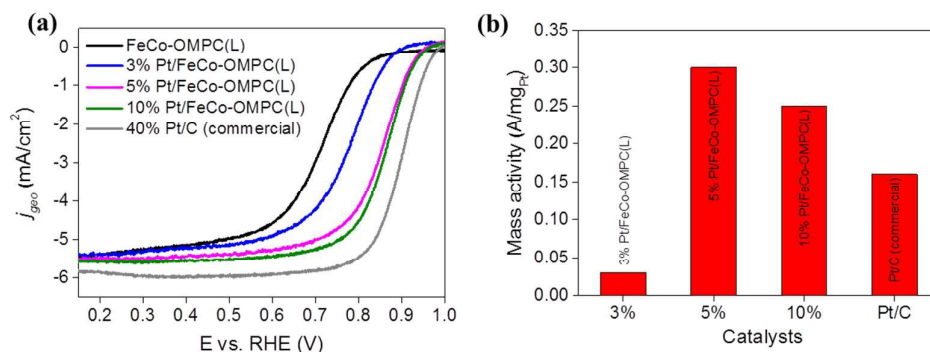 (a)
0
-1
-2
-3
-4
-5
-6
j_geo (mA/cm²)
FeCo-OMPC(L)
3% Pt/FeCo-OMPC(L)
5% Pt/FeCo-OMPC(L)
10% Pt/FeCo-OMPC(L)
40% Pt/C (commercial)
0.2 0.3 0.4 0.5 0.6 0.7 0.8 0.9 1.0
E vs. RHE (V)
(b)
0.35
0.30
0.25
0.20
0.15
0.10
0.05
0.00
Mass activity (A/mg_Pt)
3% Pt/FeCo-OMPC(L)
5% Pt/FeCo-OMPC(L)
10% Pt/FeCo-OMPC(L)
Pt/C (commercial)
3% 5% 10% Pt/C
Catalysts